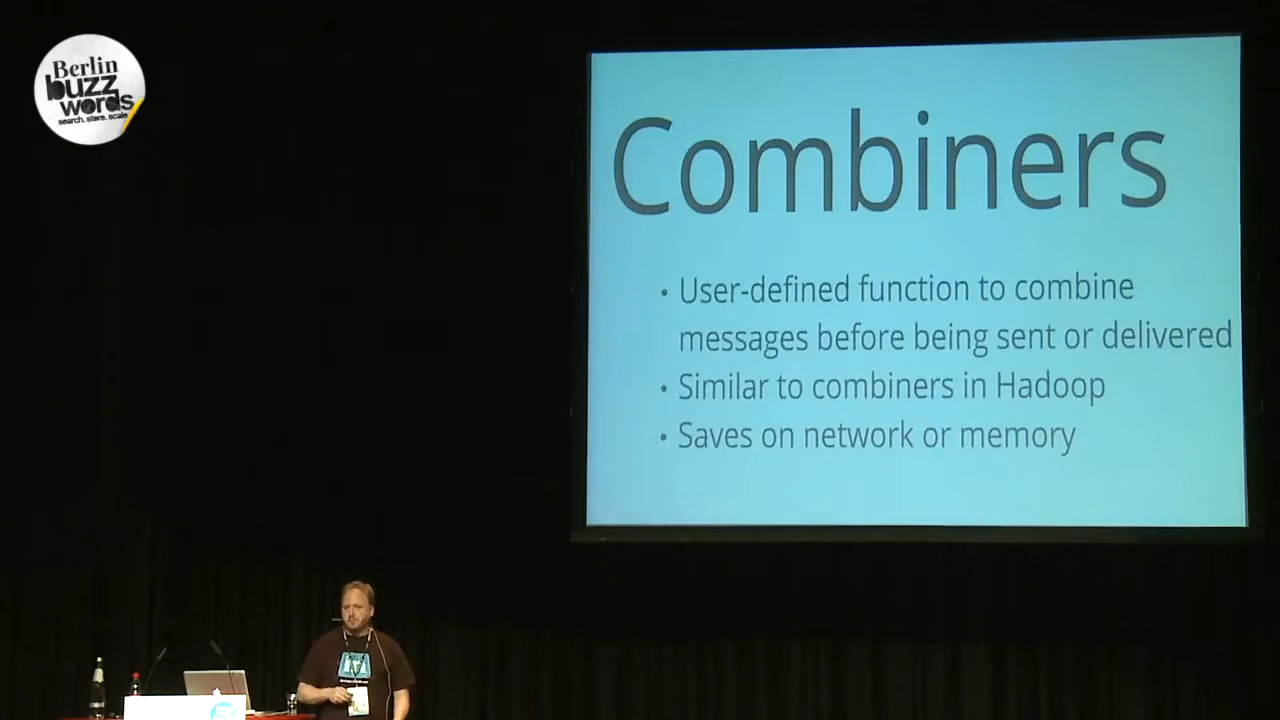 Berlin
buzz
words
search. store. scale
Combiners
• User-defined function to combine
messages before being sent or delivered
• Similar to combiners in Hadoop
• Saves on network or memory